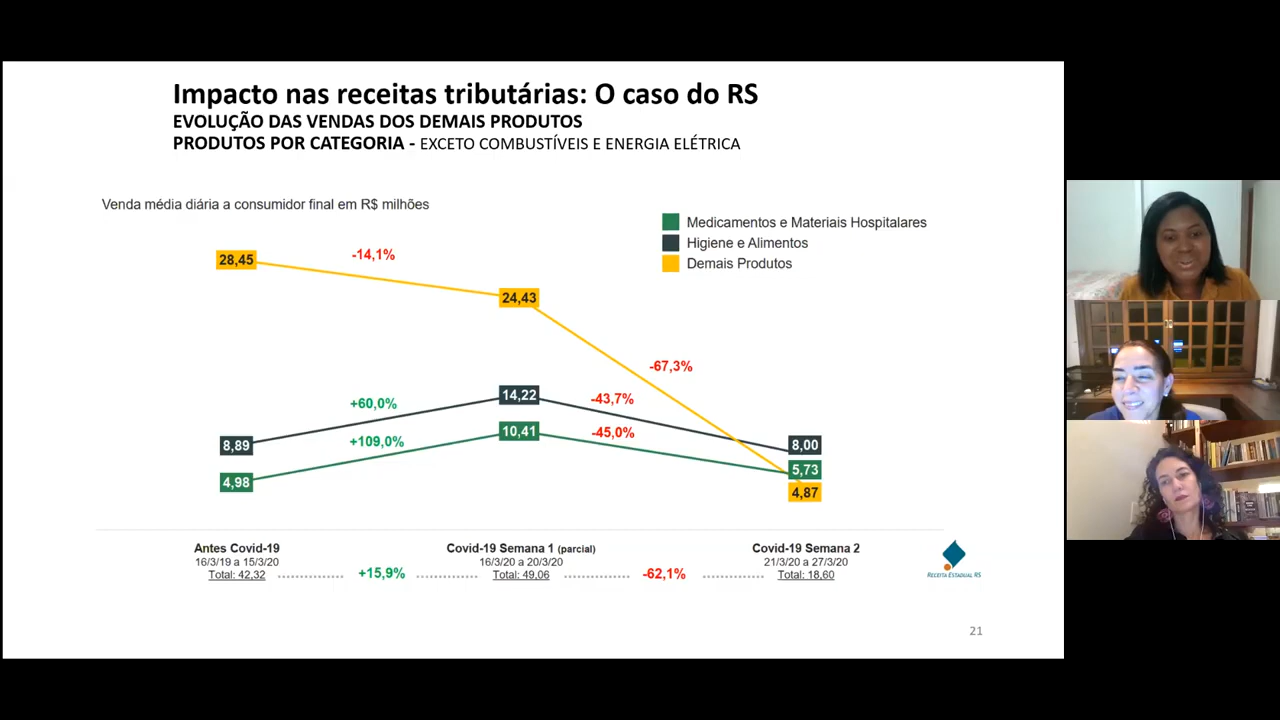 Impacto nas receitas tributárias: O caso do RS
EVOLUÇÃO DAS VENDAS DOS DEMAIS PRODUTOS
PRODUTOS POR CATEGORIA - EXCETO COMBUSTÍVEIS E ENERGIA ELÉTRICA
Venda média diária a consumidor final em R$ milhões
Medicamentos e Materiais Hospitalares
Higiene e Alimentos
Demais Produtos
28,45
-14,1%
24,43
-67,3%
8,89
+60,0%
14,22
-43,7%
8,00
4,98
+109,0%
10,41
-45,0%
5,73
4,87
Antes Covid-19
16/3/19 a 15/3/20
Total: 42,32
+15,9%
Covid-19 Semana 1 (parcial)
16/3/20 a 20/3/20
Total: 49,06
-62,1%
Covid-19 Semana 2
21/3/20 a 27/3/20
Total: 18,60
RECEITA ESTADUAL RS
21